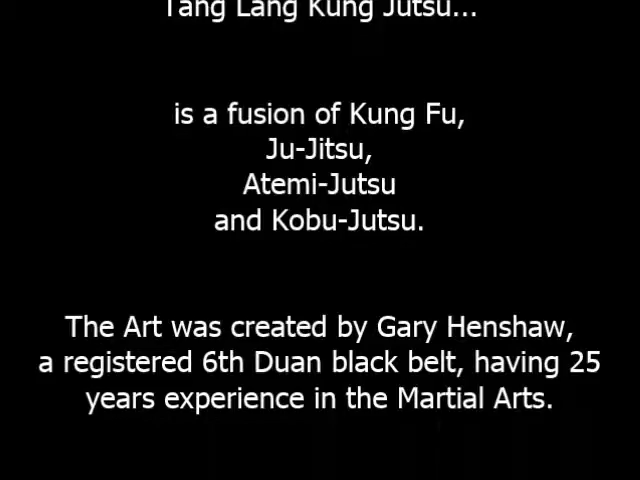 Tang Lang Kung Jutsu...
is a fusion of Kung Fu,
Ju-Jitsu,
Atemi-Jutsu
and Kobu-Jutsu.
The Art was created by Gary Henshaw,
a registered 6th Duan black belt, having 25
years experience in the Martial Arts.